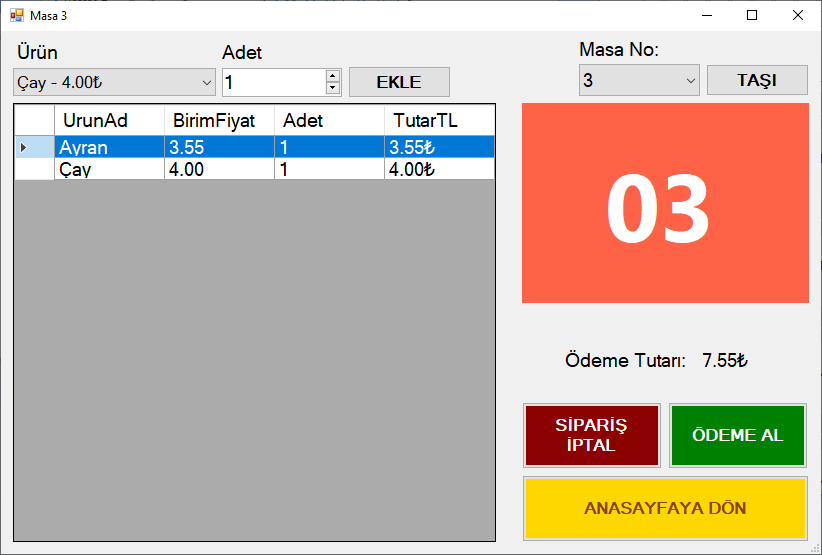 Masa 3
Ürün Adet Masa No:
Çay - 4.00₺ 1 EKLE 3 TAŞI
UrunAd BirimFiyat Adet TutarTL
Ayran 3.55 1 3.55₺
Çay 4.00 1 4.00₺
03
Ödeme Tutarı: 7.55₺
SİPARİŞ
İPTAL
ÖDEME AL
ANASAYFAYA DÖN